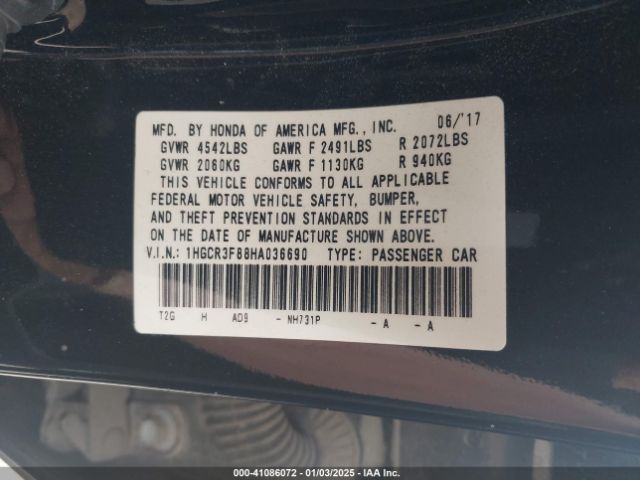 MFD. BY HONDA OF AMERICA MFG., INC. 06/'17
GVWR 4542LBS GAWR F 2491LBS R 2072LBS
GVWR 2060KG GAWR F 1130KG R 940KG
THIS VEHICLE CONFORMS TO ALL APPLICABLE
FEDERAL MOTOR VEHICLE SAFETY, BUMPER,
AND THEFT PREVENTION STANDARDS IN EFFECT
ON THE DATE OF MANUFACTURE SHOWN ABOVE.
V.I.N.: 1HGCR3F88HA036690 TYPE: PASSENGER CAR
T2G H AD9 - NH731P - A - A
000-41086072 - 01/03/2025 - IAA Inc.